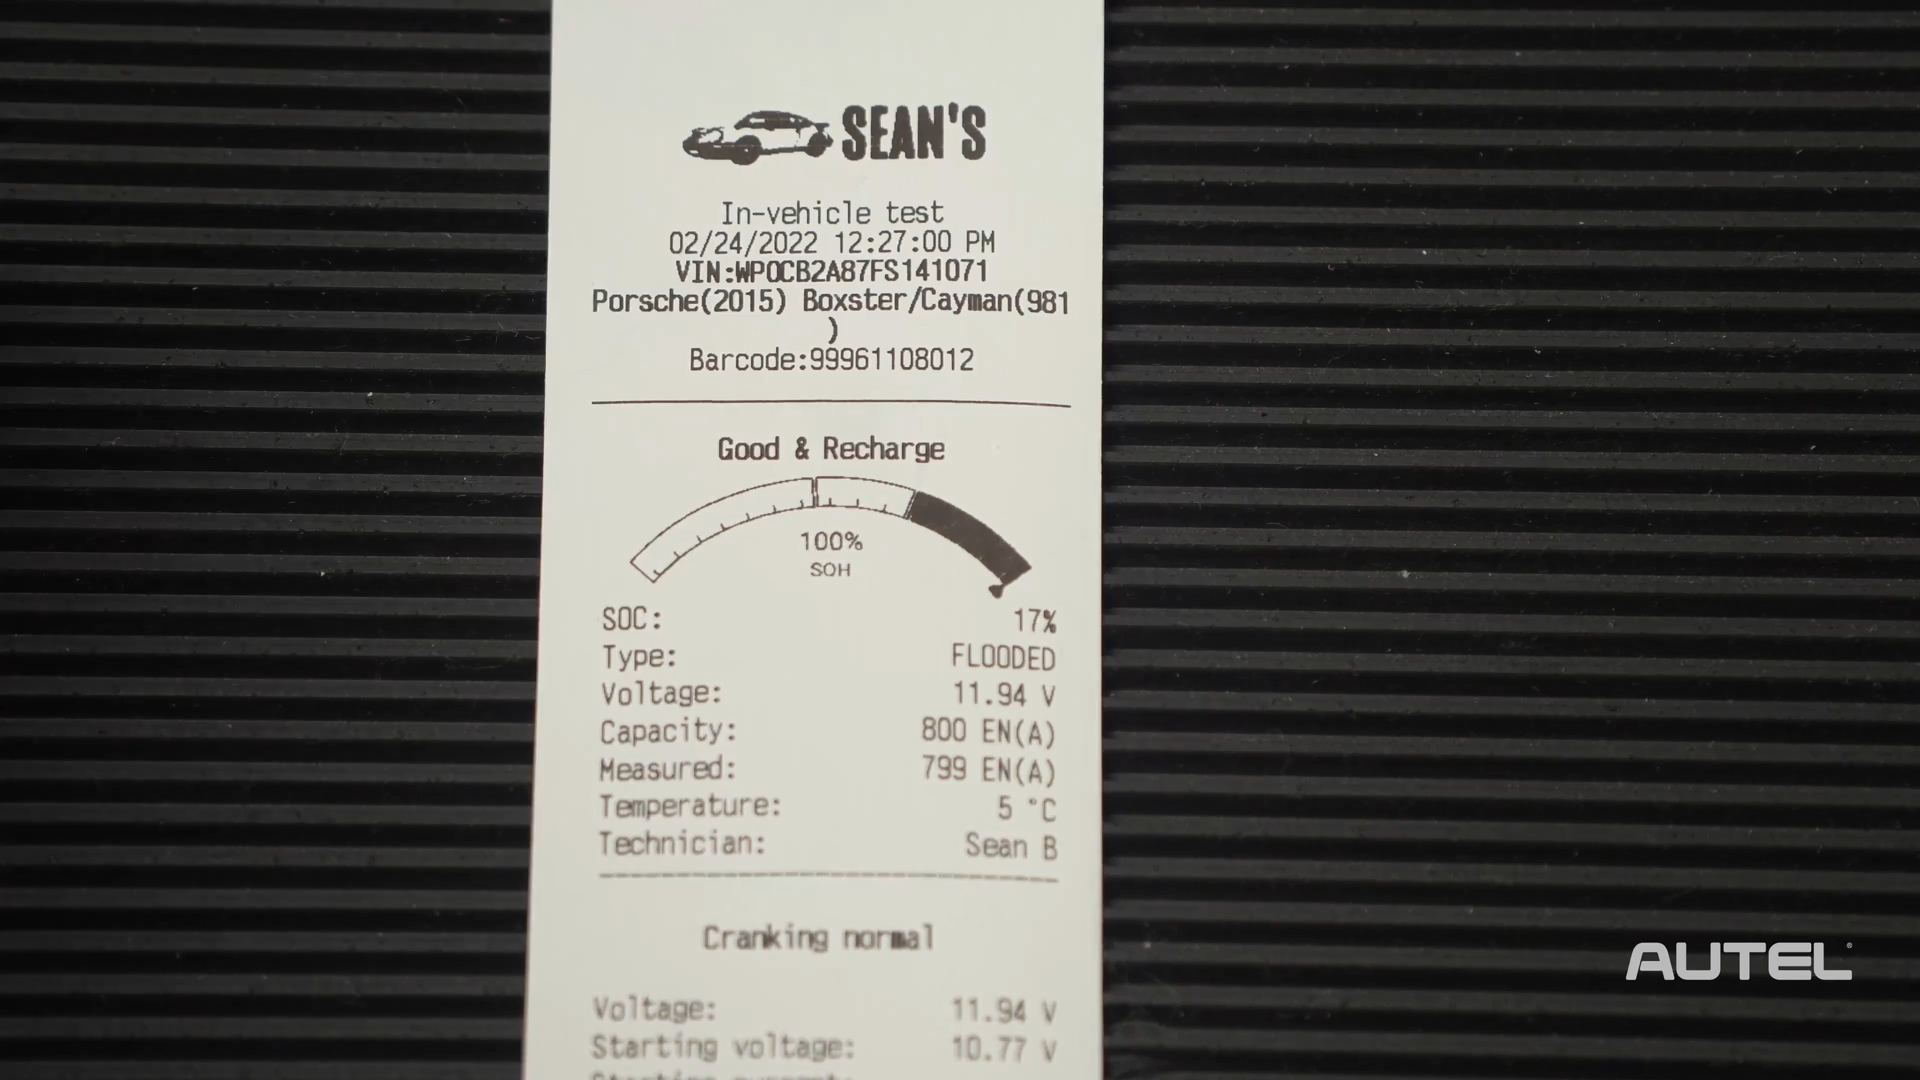 SEAN'S
In-vehicle test
02/24/2022 12:27:00 PM
VIN:WP0CB2A87FS141071
Porsche(2015) Boxster/Cayman(981
)
Barcode:99961108012
Good & Recharge
100%
SOH
SOC: 17%
Type: FLOODED
Voltage: 11.94 V
Capacity: 800 EN(A)
Measured: 799 EN(A)
Temperature: 5 °C
Technician: Sean B
Cranking normal
Voltage: 11.94 V
Starting voltage: 10.77 V
AUTEL